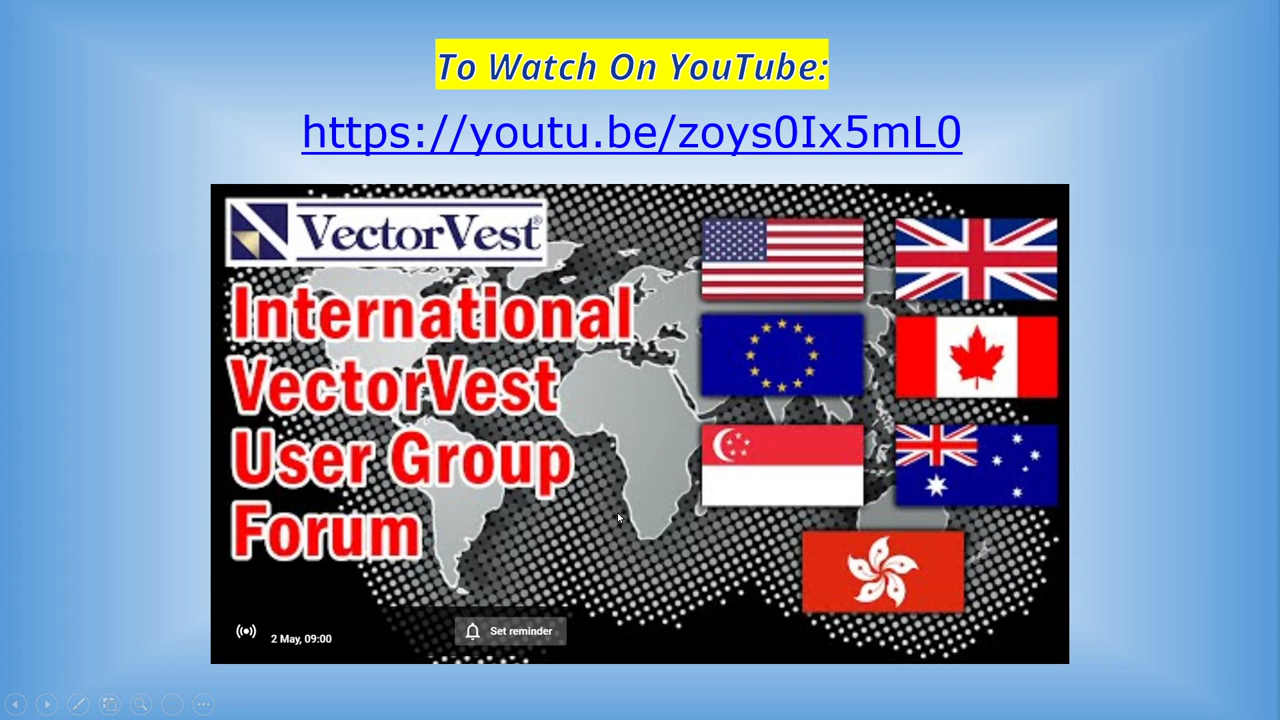 To Watch On YouTube:
https://youtu.be/zoys0Ix5mL0
VectorVest®
International
VectorVest
User Group
Forum
2 May, 09:00
Set reminder